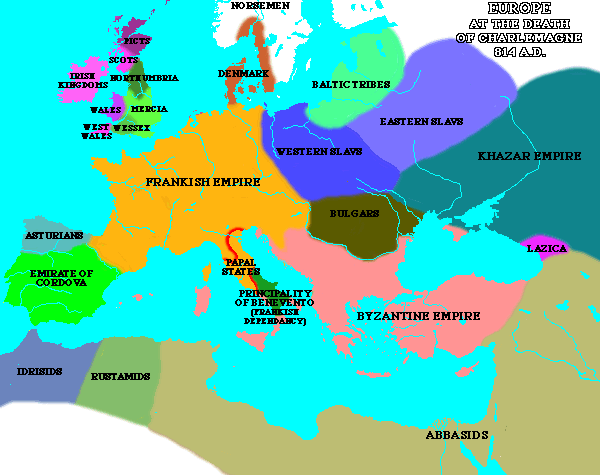 NORSEMEN
EUROPE
AT THE DEATH
OF CHARLEMAGNE
814 A.D.
PICTS
SCOTS
IRISH
KINGDOMS
NORTHUMBRIA
DENMARK
BALTIC TRIBES
WALES
MERCIA
EASTERN SLAVS
WEST
WALES
WESSEX
WESTERN SLAVS
KHAZAR EMPIRE
FRANKISH EMPIRE
BULGARS
ASTURIANS
LAZICA
PAPAL
STATES
EMIRATE OF
CORDOVA
PRINCIPALITY
OF BENEVENTO
(FRANKISH
DEPENDANCY)
BYZANTINE EMPIRE
IDRISIDS
RUSTAMIDS
ABBASIDS